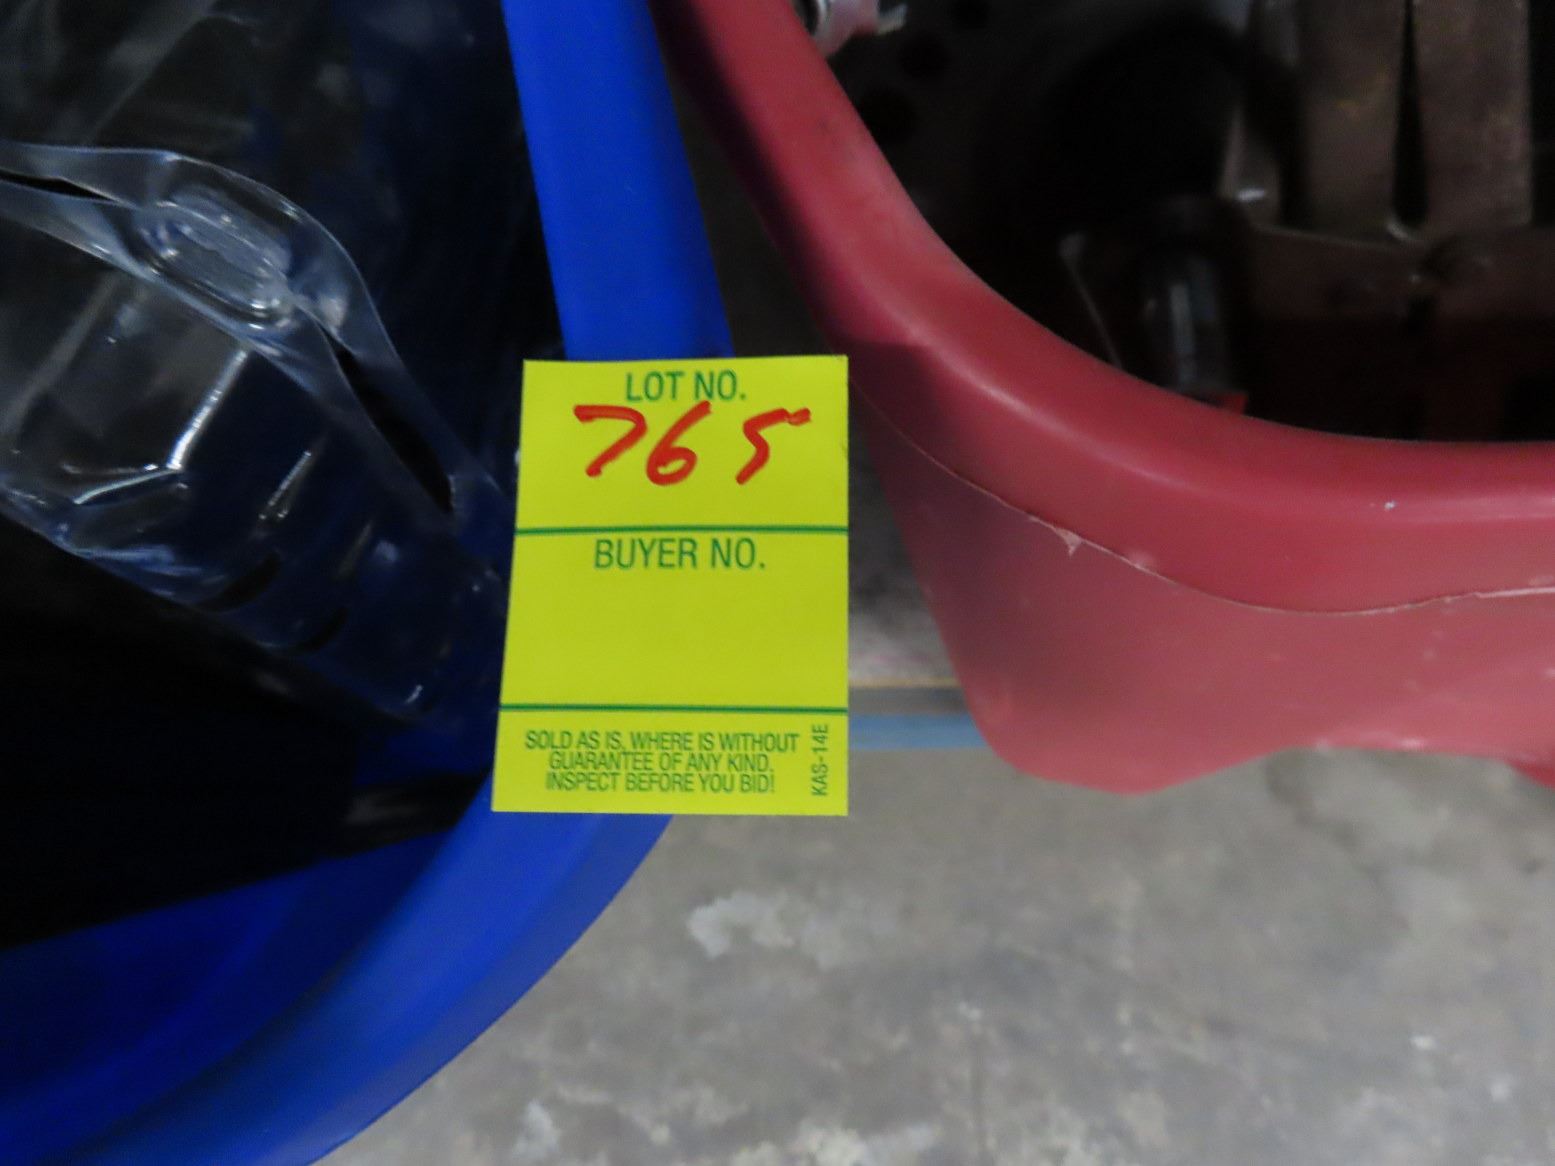 LOT NO.
765
BUYER NO.
SOLD AS IS, WHERE IS WITHOUT
GUARANTEE OF ANY KIND.
INSPECT BEFORE YOU BID!
KAS-14E